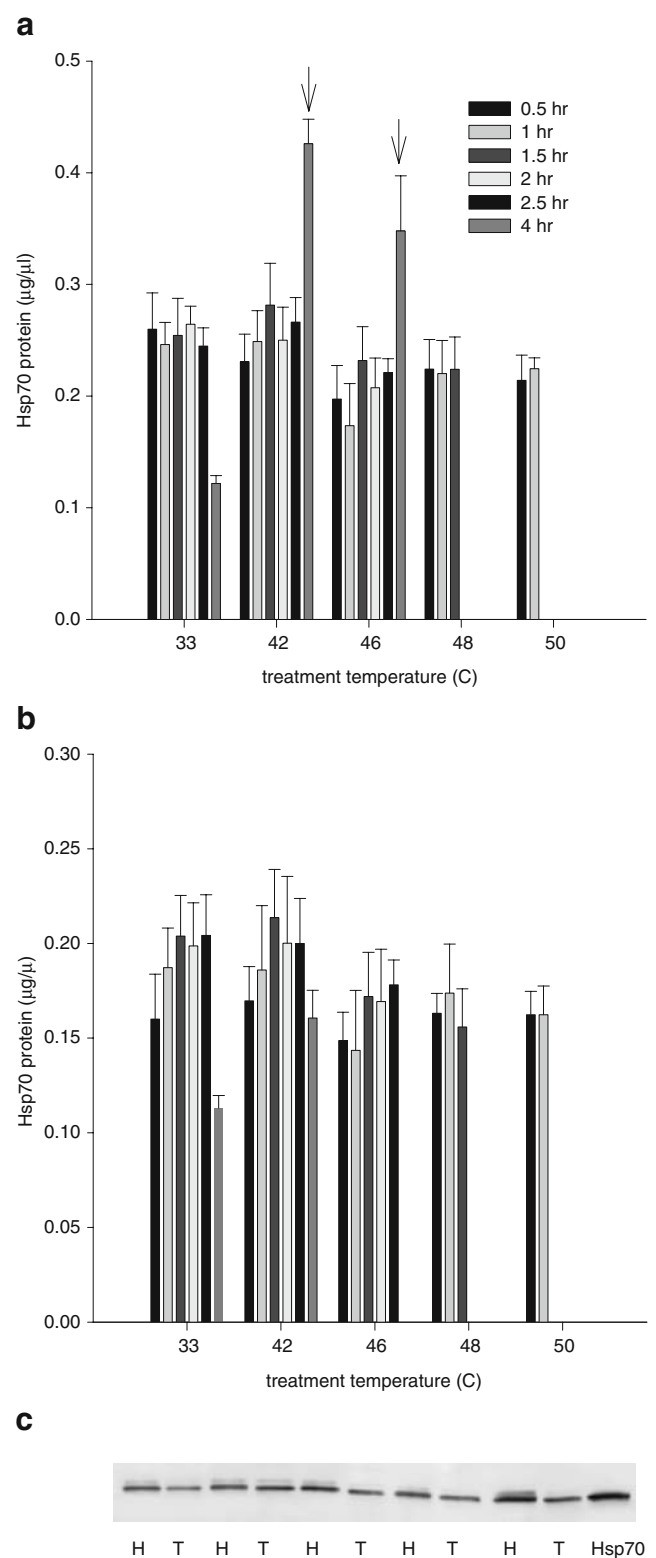 a
0.5
0.4
0.3
0.2
0.1
0.0
Hsp70 protein (µg/µl)
0.5 hr
1 hr
1.5 hr
2 hr
2.5 hr
4 hr
33 42 46 48 50
treatment temperature (C)
b
0.30
0.25
0.20
0.15
0.10
0.05
0.00
Hsp70 protein (µg/µ)
33 42 46 48 50
treatment temperature (C)
c
H T H T H T H T H T Hsp70